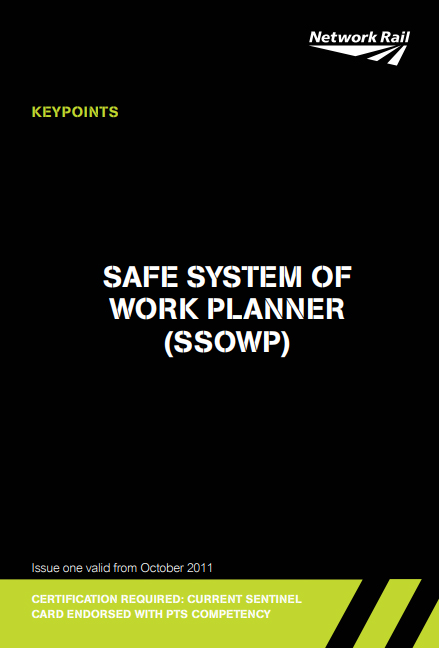 Network Rail
KEYPOINTS
SAFE SYSTEM OF
WORK PLANNER
(SSOWP)
Issue one valid from October 2011
CERTIFICATION REQUIRED: CURRENT SENTINEL
CARD ENDORSED WITH PTS COMPETENCY